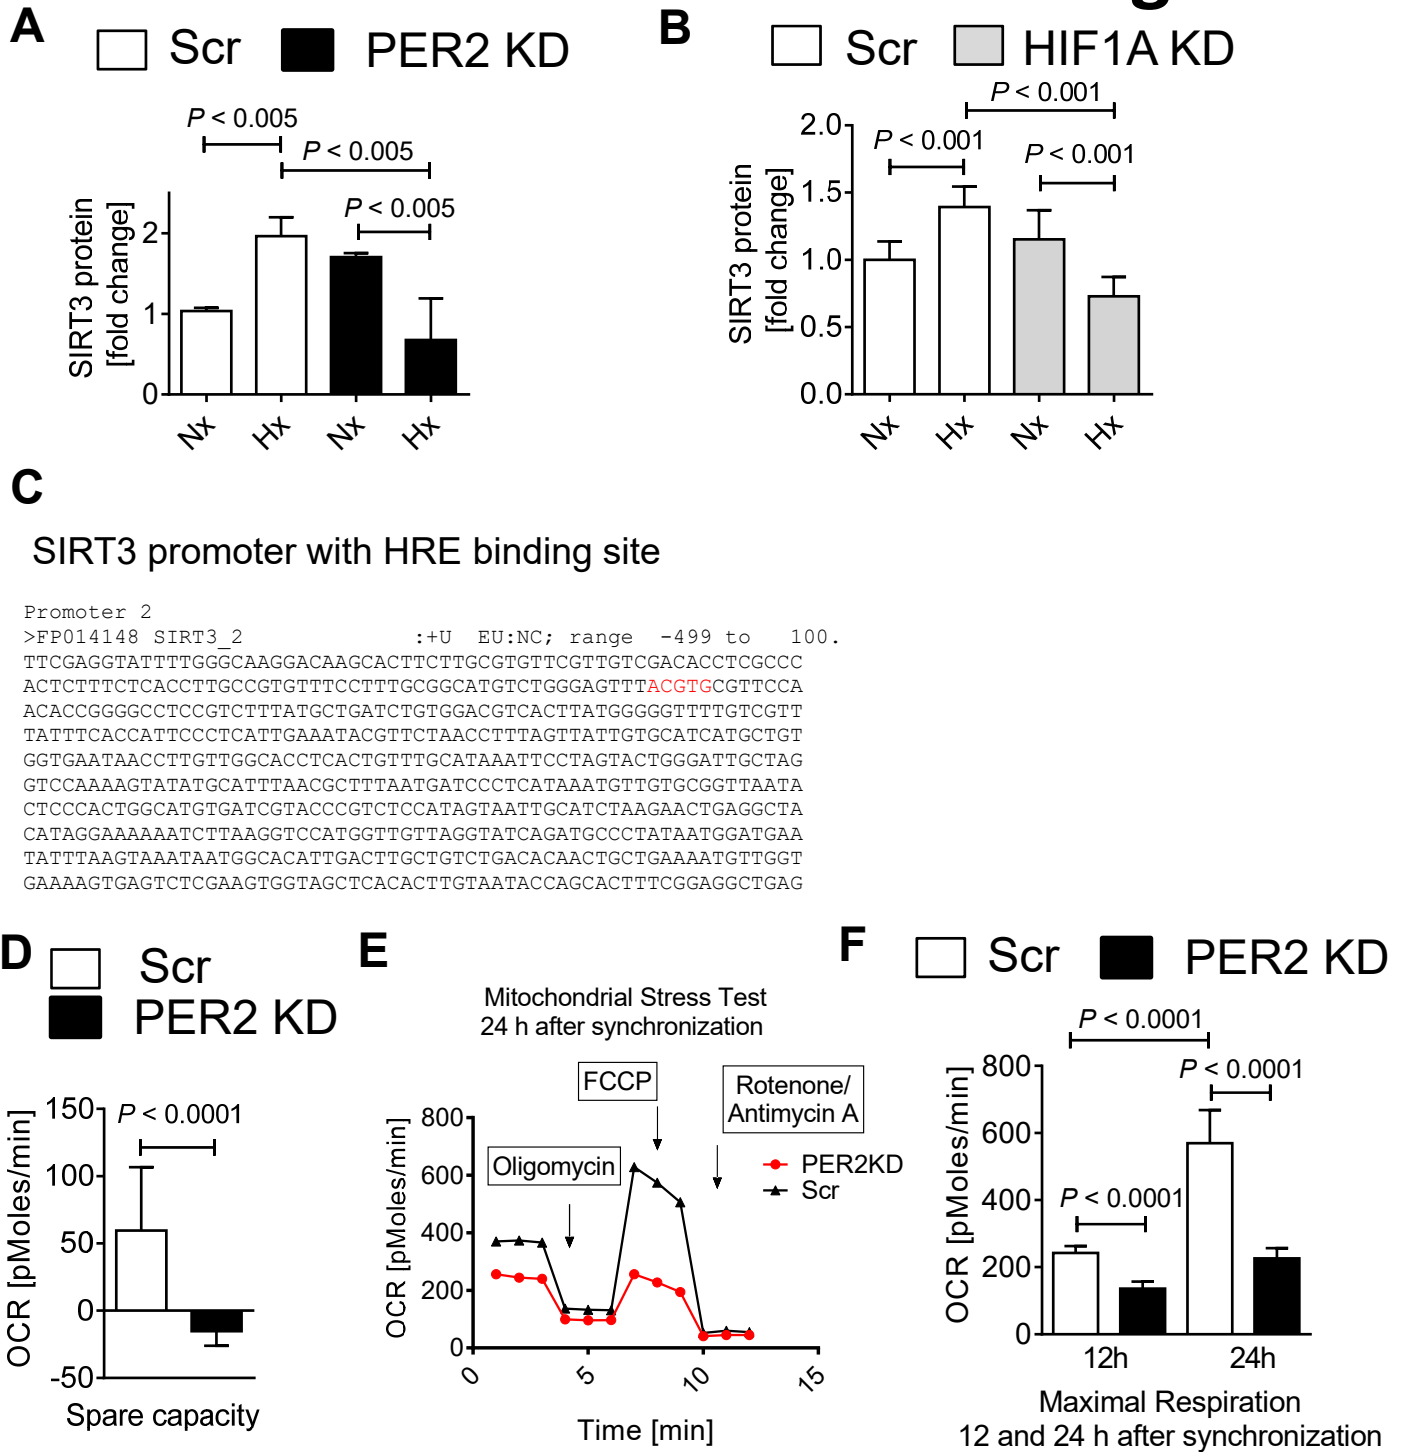 A
Scr
PER2 KD
P < 0.005
P < 0.005
P < 0.005
SIRT3 protein
[fold change]
2
1
0
Nx
Hx
Nx
Hx
B
Scr
HIF1A KD
P < 0.001
P < 0.001
P < 0.001
SIRT3 protein
[fold change]
2.0
1.5
1.0
0.5
0.0
Nx
Hx
Nx
Hx
C
SIRT3 promoter with HRE binding site
Promoter 2
>FP014148 SIRT3_2 :+U EU:NC; range -499 to 100.
TTCGAGGTATTTTGGGCAAGGACAAGCACTTCTTGCGTGTTCGTTGTCGACACCTCGCCC
ACTCTTTCTCACCTTGCCGTGTTTCCTTTGCGGCATGTCTGGGAGTTTACGTGCGTTCCA
ACACCGGGGCCTCCGTCTTTATGCTGATCTGTGGACGTCACTTATGGGGGTTTTGTCGTT
TATTTCACCATTCCCTCATTGAAATACGTTCTAACCTTTAGTTATTGTGCATCATGCTGT
GGTGAATAACCTTGTTGGCACCTCACTGTTTGCATAAATTCCTAGTACTGGGATTGCTAG
GTCCAAAAGTATATGCATTTAACGCTTTAATGATCCCTCATAAATGTTGTGCGGTTAATA
CTCCCACTGGCATGTGATCGTACCCGTCTCCATAGTAATTGCATCTAAGAACTGAGGCTA
CATAGGAAAAAATCTTAAGGTCCATGGTTGTTAGGTATCAGATGCCCTATAATGGATGAA
TATTTAAGTAAATAATGGCACATTGACTTGCTGTCTGACACAACTGCTGAAAATGTTGGT
GAAAAGTGAGTCTCGAAGTGGTAGCTCACACTTGTAATACCAGCACTTTCGGAGGCTGAG
D
Scr
PER2 KD
P < 0.0001
OCR [pMoles/min]
150
100
50
0
-50
Spare capacity
E
Mitochondrial Stress Test
24 h after synchronization
FCCP
Rotenone/
Antimycin A
Oligomycin
PER2KD
Scr
OCR [pMoles/min]
800
600
400
200
0
0
5
10
15
Time [min]
F
Scr
PER2 KD
P < 0.0001
P < 0.0001
P < 0.0001
OCR [pMoles/min]
800
600
400
200
0
12h
24h
Maximal Respiration
12 and 24 h after synchronization